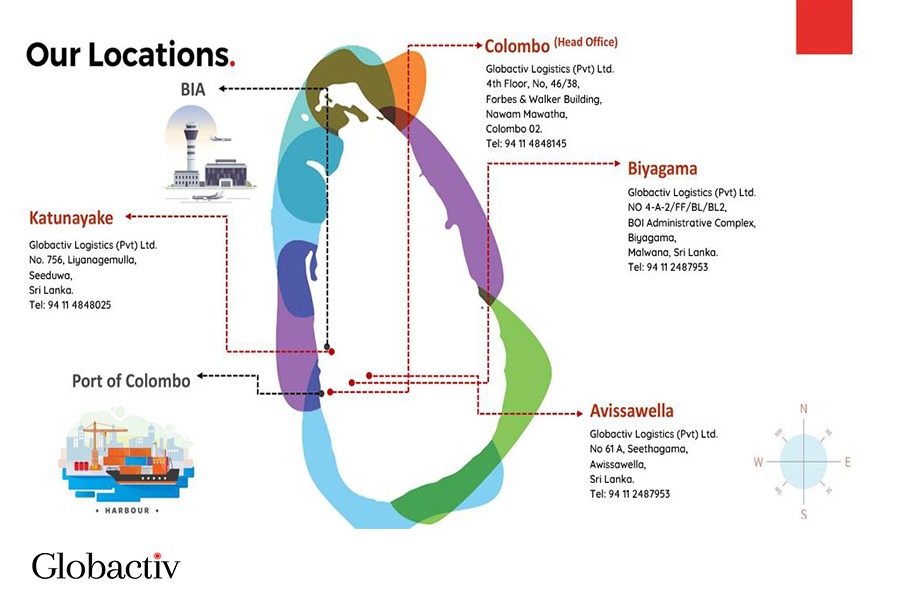 Our Locations.
BIA
Katunayake
Globactiv Logistics (Pvt) Ltd.
No. 756, Liyanagemulla,
Seeduwa,
Sri Lanka.
Tel: 94 11 4848025
Port of Colombo
• HARBOUR •
Colombo (Head Office)
Globactiv Logistics (Pvt) Ltd.
4th Floor, No, 46/38,
Forbes & Walker Building,
Nawam Mawatha,
Colombo 02.
Tel: 94 11 4848145
Biyagama
Globactiv Logistics (Pvt) Ltd.
NO 4-A-2/FF/BL/BL2,
BOI Administrative Complex,
Biyagama,
Malwana, Sri Lanka.
Tel: 94 11 2487953
Avissawella
Globactiv Logistics (Pvt) Ltd.
No 61 A, Seethagama,
Awissawella,
Sri Lanka.
Tel: 94 11 2487953
N
W E
S
Globactiv